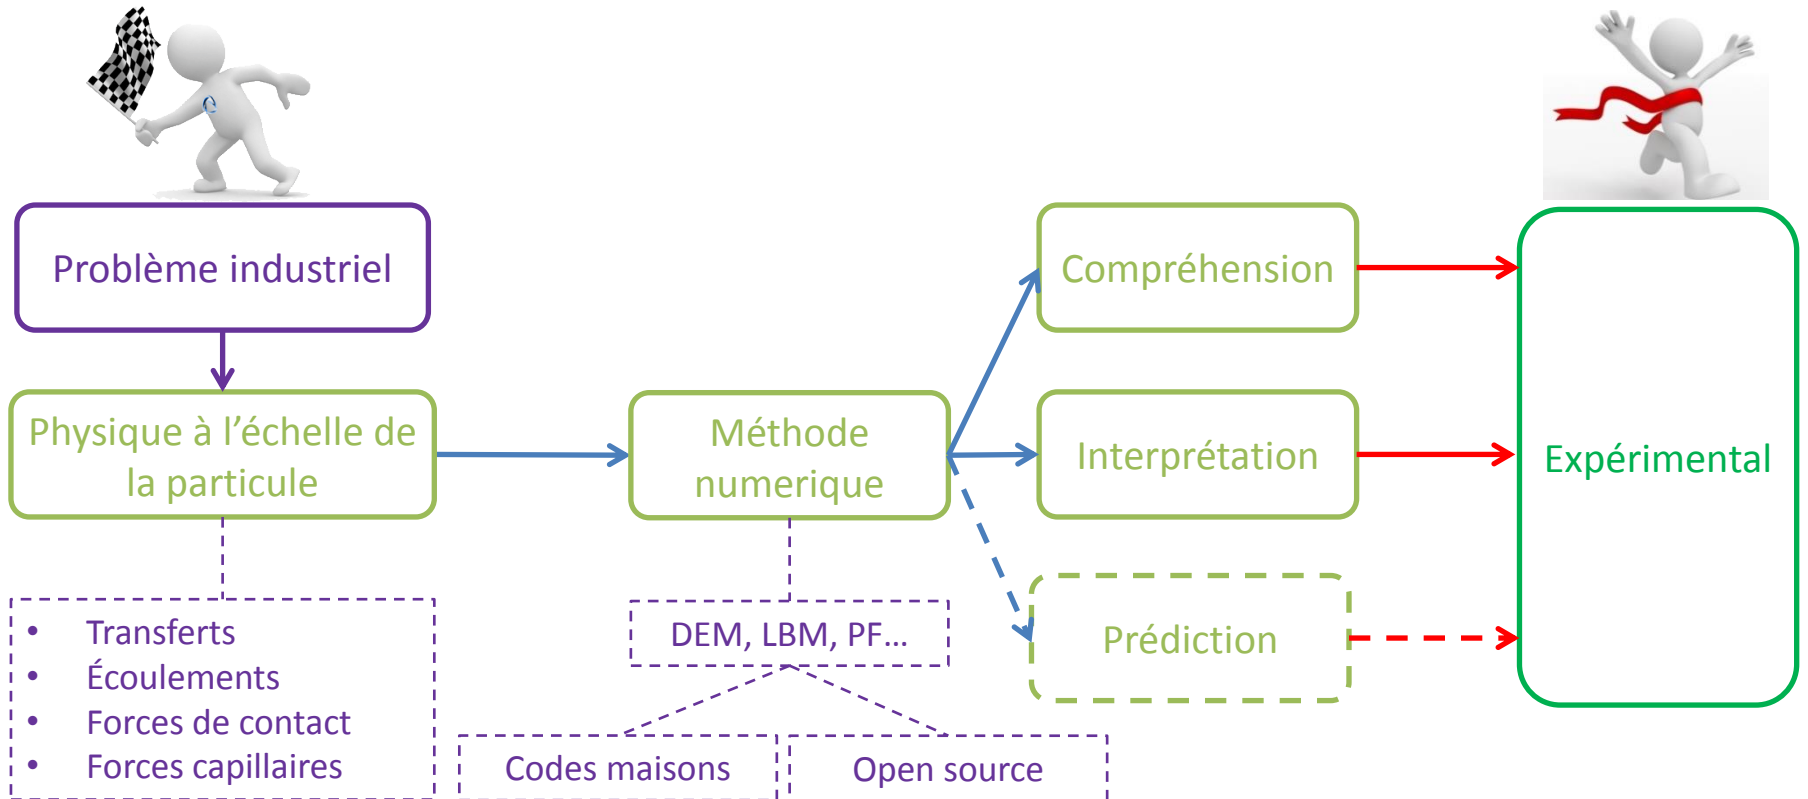 Problème industriel
Physique à l’échelle de
la particule
• Transferts
• Écoulements
• Forces de contact
• Forces capillaires
Méthode
numerique
DEM, LBM, PF…
Codes maisons
Open source
Compréhension
Interprétation
Prédiction
Expérimental